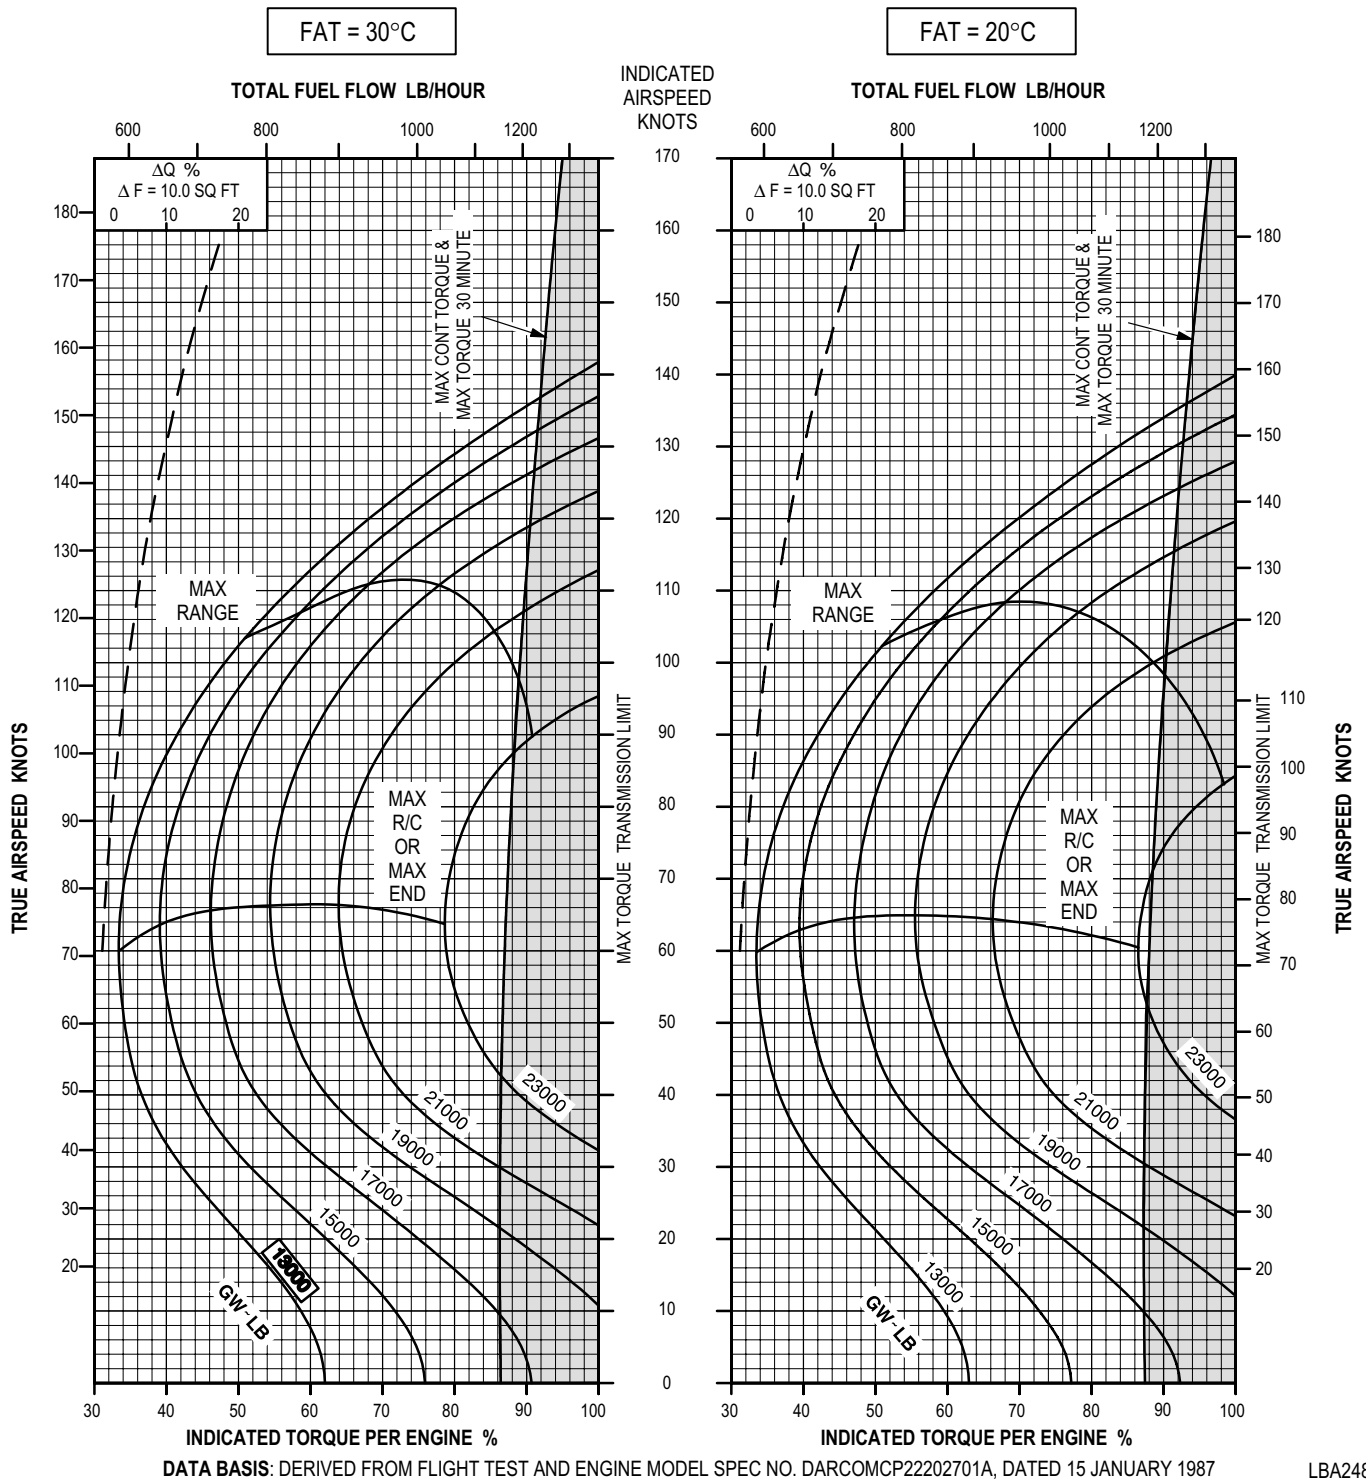 FAT = 30°C
FAT = 20°C
TOTAL FUEL FLOW LB/HOUR
INDICATED
AIRSPEED
KNOTS
TOTAL FUEL FLOW LB/HOUR
600 800 1000 1200
600 800 1000 1200
ΔQ %
Δ F = 10.0 SQ FT
0 10 20
ΔQ %
Δ F = 10.0 SQ FT
0 10 20
TRUE AIRSPEED KNOTS
180
170
160
150
140
130
120
110
100
90
80
70
60
50
40
30
20
MAX CONT TORQUE &
MAX TORQUE 30 MINUTE
MAX
RANGE
MAX
R/C
OR
MAX
END
23000
21000
19000
17000
15000
13000
GW~LB
MAX TORQUE TRANSMISSION LIMIT
170
160
150
140
130
120
110
100
90
80
70
60
50
40
30
20
10
0
MAX CONT TORQUE &
MAX TORQUE 30 MINUTE
MAX
RANGE
MAX
R/C
OR
MAX
END
23000
21000
19000
17000
15000
13000
GW~LB
MAX TORQUE TRANSMISSION LIMIT
180
170
160
150
140
130
120
110
100
90
80
70
60
50
40
30
20
TRUE AIRSPEED KNOTS
30 40 50 60 70 80 90 100
30 40 50 60 70 80 90 100
INDICATED TORQUE PER ENGINE %
INDICATED TORQUE PER ENGINE %
DATA BASIS: DERIVED FROM FLIGHT TEST AND ENGINE MODEL SPEC NO. DARCOMCP22202701A, DATED 15 JANUARY 1987